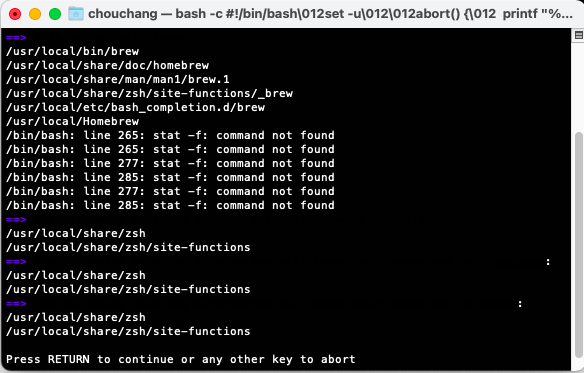 chouchang — bash -c #!/bin/bash\012set -u\012\012abort() {\012  printf "%...
==>
/usr/local/bin/brew
/usr/local/share/doc/homebrew
/usr/local/share/man/man1/brew.1
/usr/local/share/zsh/site-functions/_brew
/usr/local/etc/bash_completion.d/brew
/usr/local/Homebrew
/bin/bash: line 265: stat -f: command not found
/bin/bash: line 265: stat -f: command not found
/bin/bash: line 277: stat -f: command not found
/bin/bash: line 285: stat -f: command not found
/bin/bash: line 277: stat -f: command not found
/bin/bash: line 285: stat -f: command not found
==>
/usr/local/share/zsh
/usr/local/share/zsh/site-functions
==> :
/usr/local/share/zsh
/usr/local/share/zsh/site-functions
==> :
/usr/local/share/zsh
/usr/local/share/zsh/site-functions
Press RETURN to continue or any other key to abort